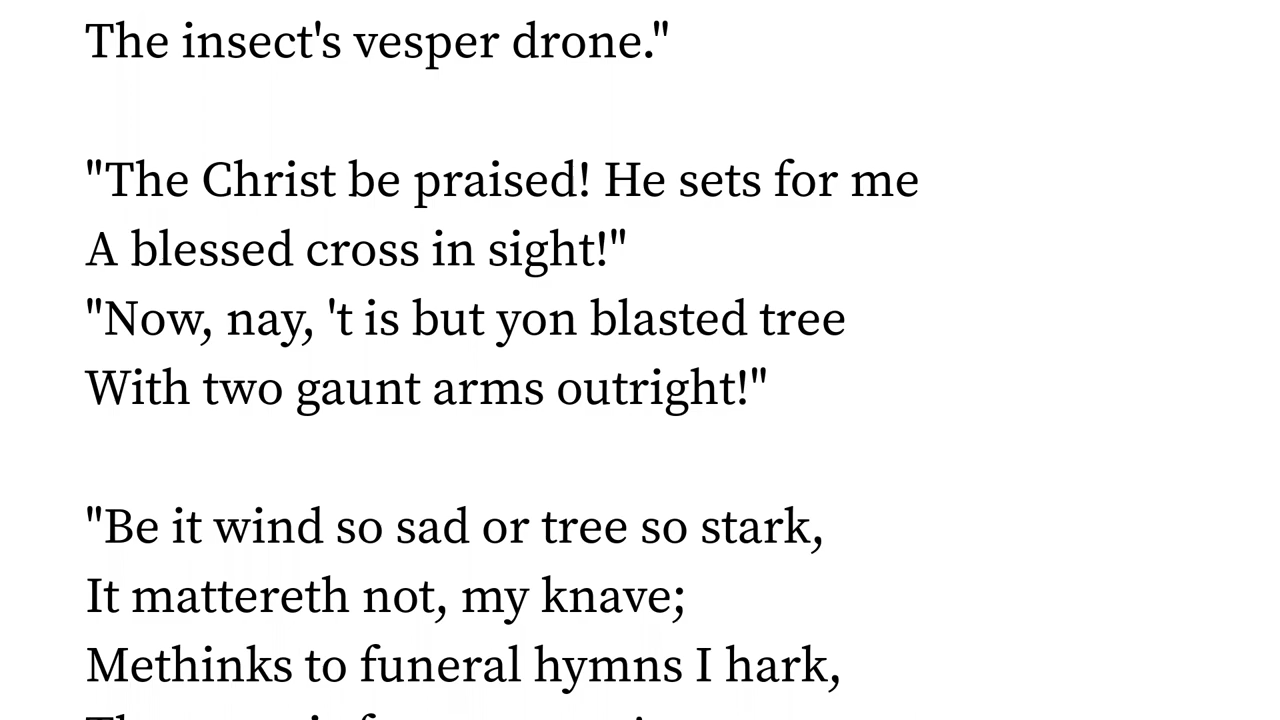 The insect's vesper drone."
"The Christ be praised! He sets for me
A blessed cross in sight!"
"Now, nay, 't is but yon blasted tree
With two gaunt arms outright!"
"Be it wind so sad or tree so stark,
It mattereth not, my knave;
Methinks to funeral hymns I hark,